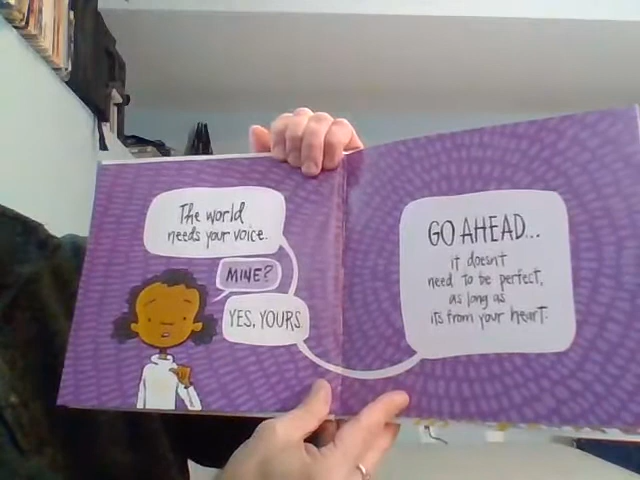 The world
needs your voice.
MINE?
YES, YOURS
GO AHEAD...
it doesn't
need to be perfect,
as long as
its from your heart.